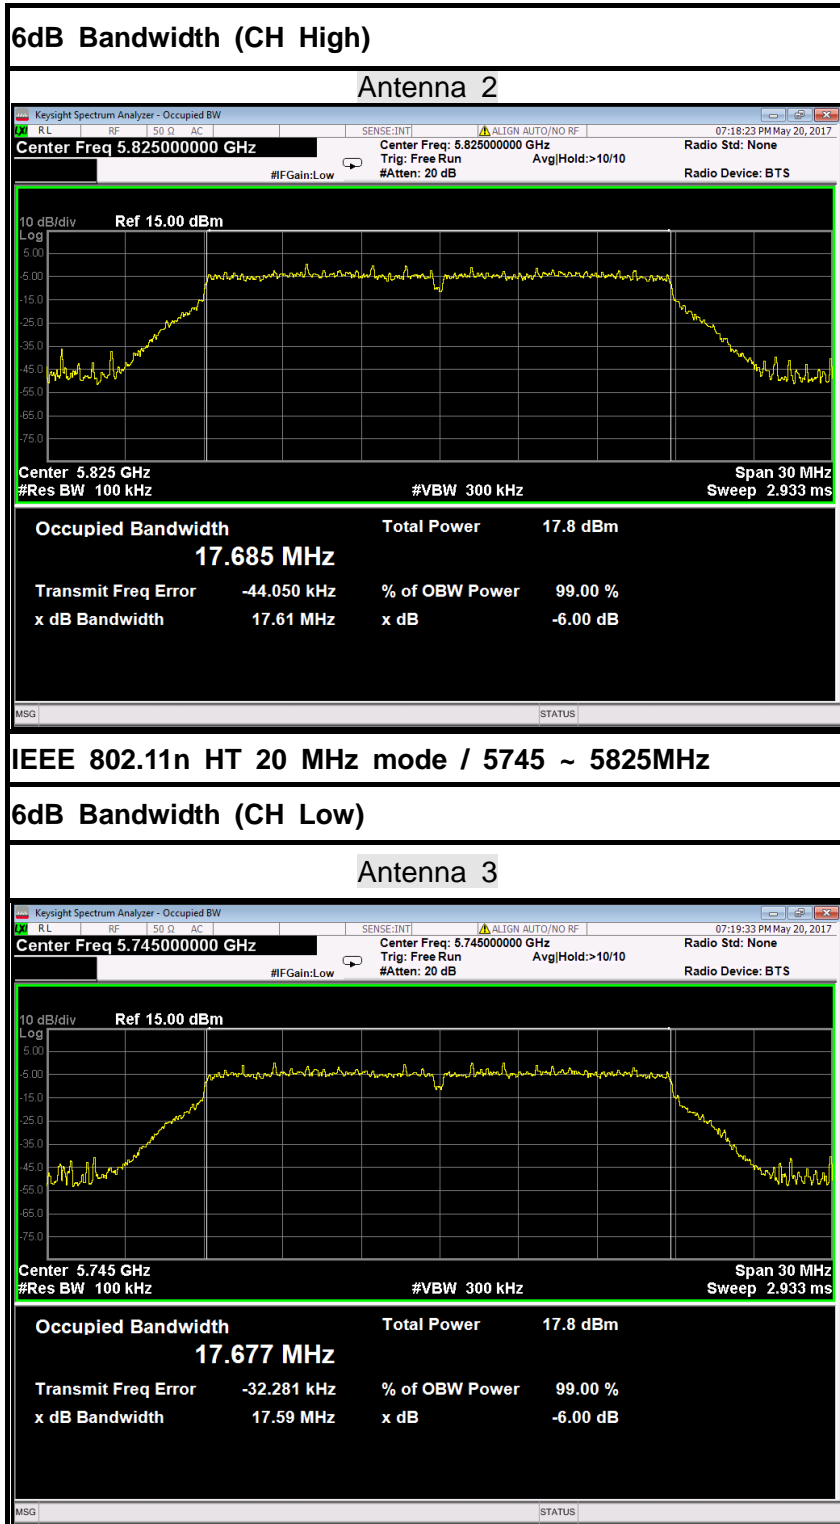 6dB Bandwidth (CH High)
Antenna 2
Keysight Spectrum Analyzer - Occupied BW
LXI RL RF 50 Ω AC SENSE:INT ALIGN AUTO/NO RF 07:18:23 PM May 20, 2017
Center Freq 5.825000000 GHz Center Freq: 5.825000000 GHz Radio Std: None
Trig: Free Run Avg|Hold:>10/10
#IFGain:Low #Atten: 20 dB Radio Device: BTS
10 dB/div Ref 15.00 dBm
Log
5.00
-5.00
-15.0
-25.0
-35.0
-45.0
-55.0
-65.0
-75.0
Center 5.825 GHz Span 30 MHz
#Res BW 100 kHz #VBW 300 kHz Sweep 2.933 ms
Occupied Bandwidth Total Power 17.8 dBm
17.685 MHz
Transmit Freq Error -44.050 kHz % of OBW Power 99.00 %
x dB Bandwidth 17.61 MHz x dB -6.00 dB
MSG STATUS
IEEE 802.11n HT 20 MHz mode / 5745 ~ 5825MHz
6dB Bandwidth (CH Low)
Antenna 3
Keysight Spectrum Analyzer - Occupied BW
LXI RL RF 50 Ω AC SENSE:INT ALIGN AUTO/NO RF 07:19:33 PM May 20, 2017
Center Freq 5.745000000 GHz Center Freq: 5.745000000 GHz Radio Std: None
Trig: Free Run Avg|Hold:>10/10
#IFGain:Low #Atten: 20 dB Radio Device: BTS
10 dB/div Ref 15.00 dBm
Log
5.00
-5.00
-15.0
-25.0
-35.0
-45.0
-55.0
-65.0
-75.0
Center 5.745 GHz Span 30 MHz
#Res BW 100 kHz #VBW 300 kHz Sweep 2.933 ms
Occupied Bandwidth Total Power 17.8 dBm
17.677 MHz
Transmit Freq Error -32.281 kHz % of OBW Power 99.00 %
x dB Bandwidth 17.59 MHz x dB -6.00 dB
MSG STATUS